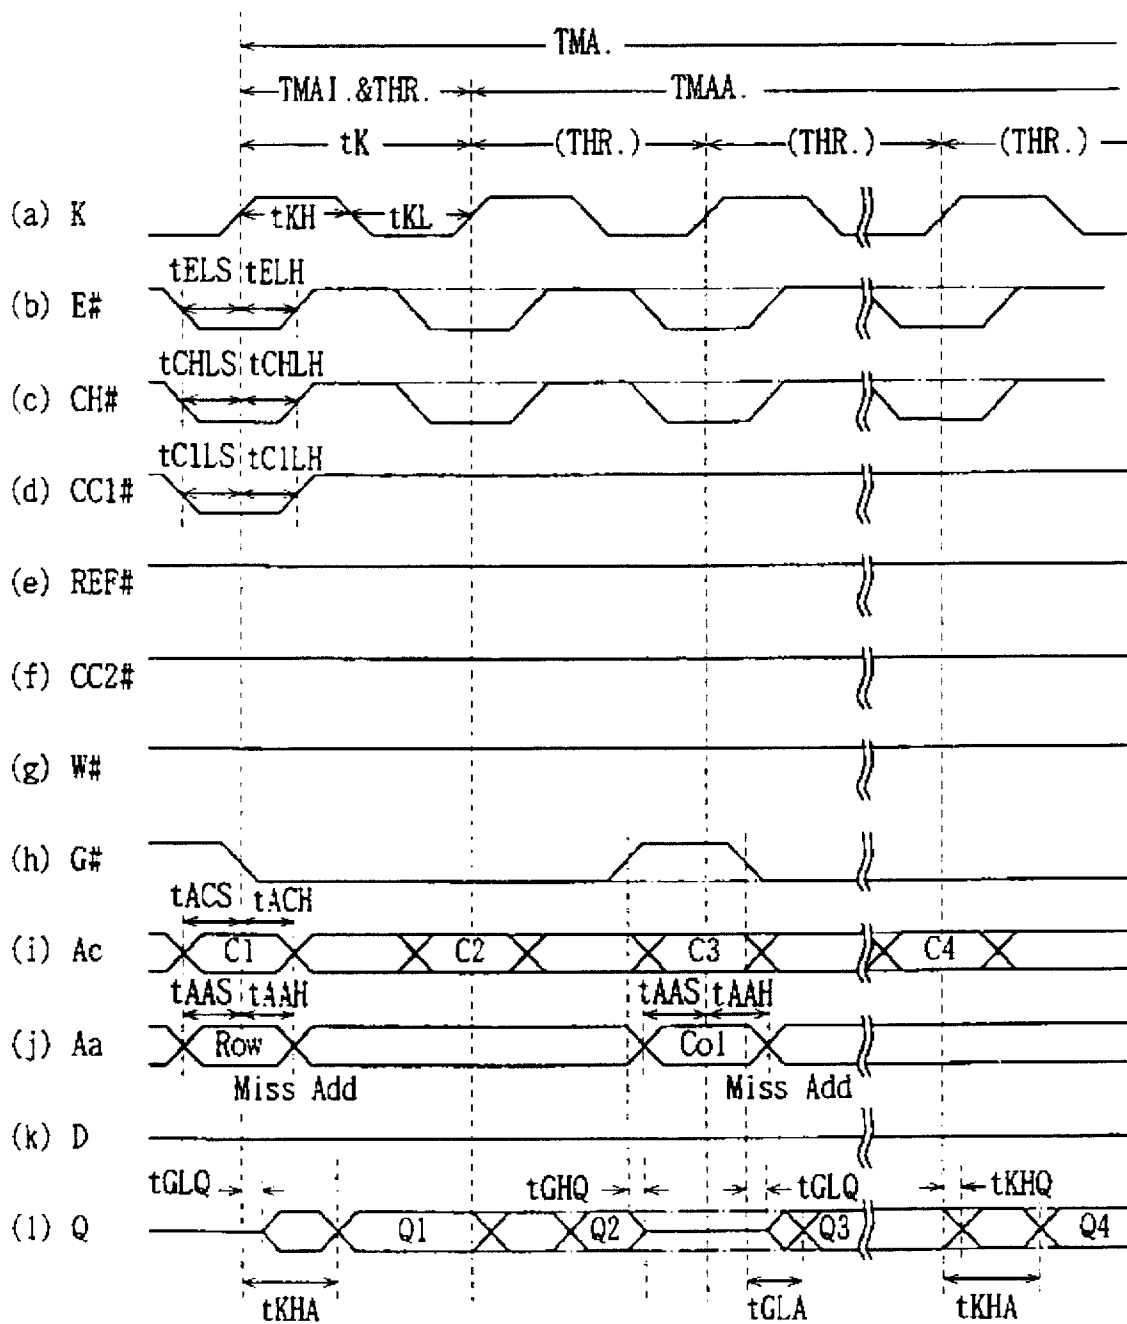 TMA.
TMAI.&THR. TMAA.
tK (THR.) (THR.) (THR.)
(a) K tKH tKL
tELS tELH
(b) E#
tCHLS tCHLH
(c) CH#
tC1LS tC1LH
(d) CC1#
(e) REF#
(f) CC2#
(g) W#
(h) G#
tACS tACH
(i) Ac C1 C2 C3 C4
tAAS tAAH tAAS tAAH
(j) Aa Row Col
Miss Add Miss Add
(k) D
tGLQ tGHQ tGLQ tKHQ
(l) Q Q1 Q2 Q3 Q4
tKHA tGLA tKHA